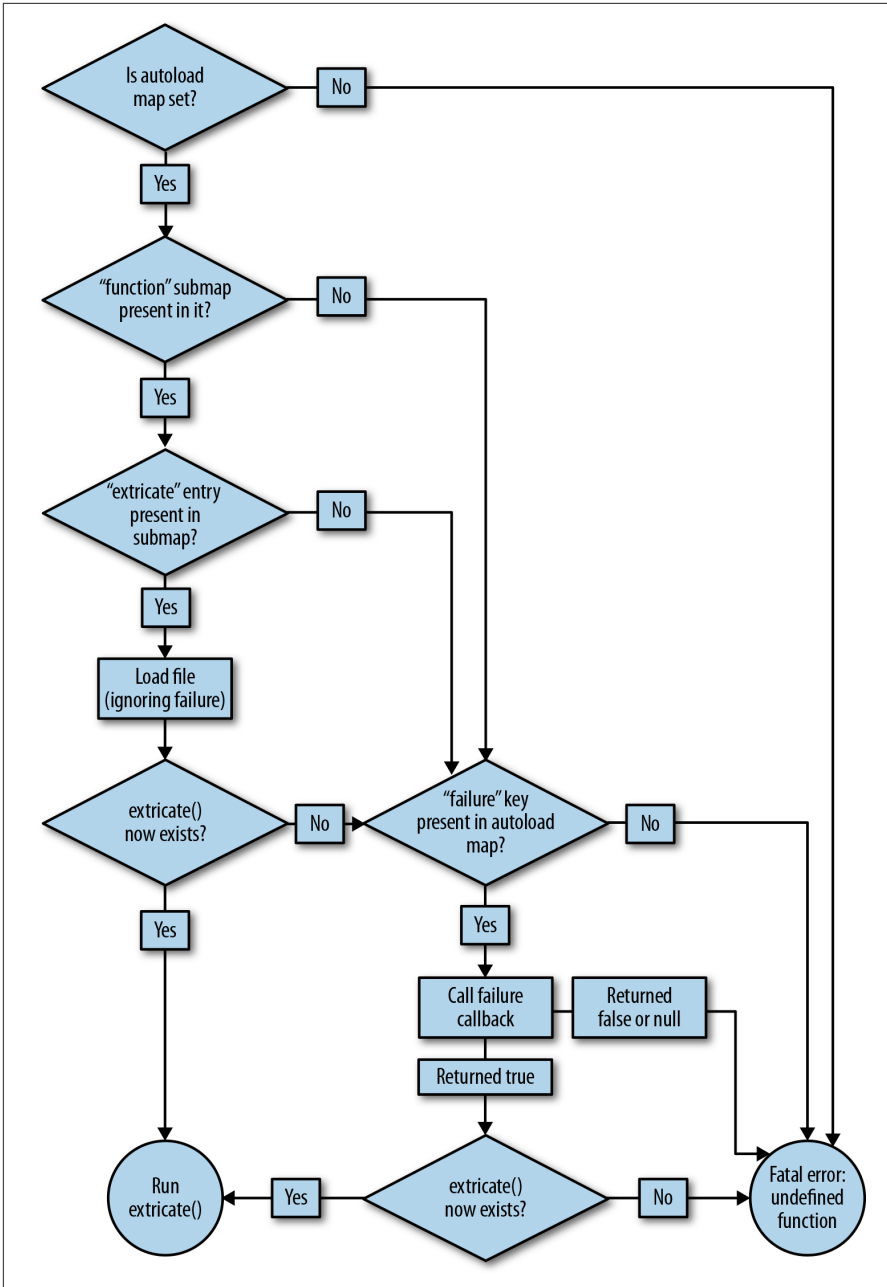 Is autoload
map set?
No
Yes
“function” submap
present in it?
No
Yes
“extricate” entry
present in
submap?
No
Yes
Load file
(ignoring failure)
extricate()
now exists?
No
“failure” key
present in autoload
map?
No
Yes
Yes
Call failure
callback
Returned
false or null
Returned true
Run
extricate()
Yes
extricate()
now exists?
No
Fatal error:
undefined
function